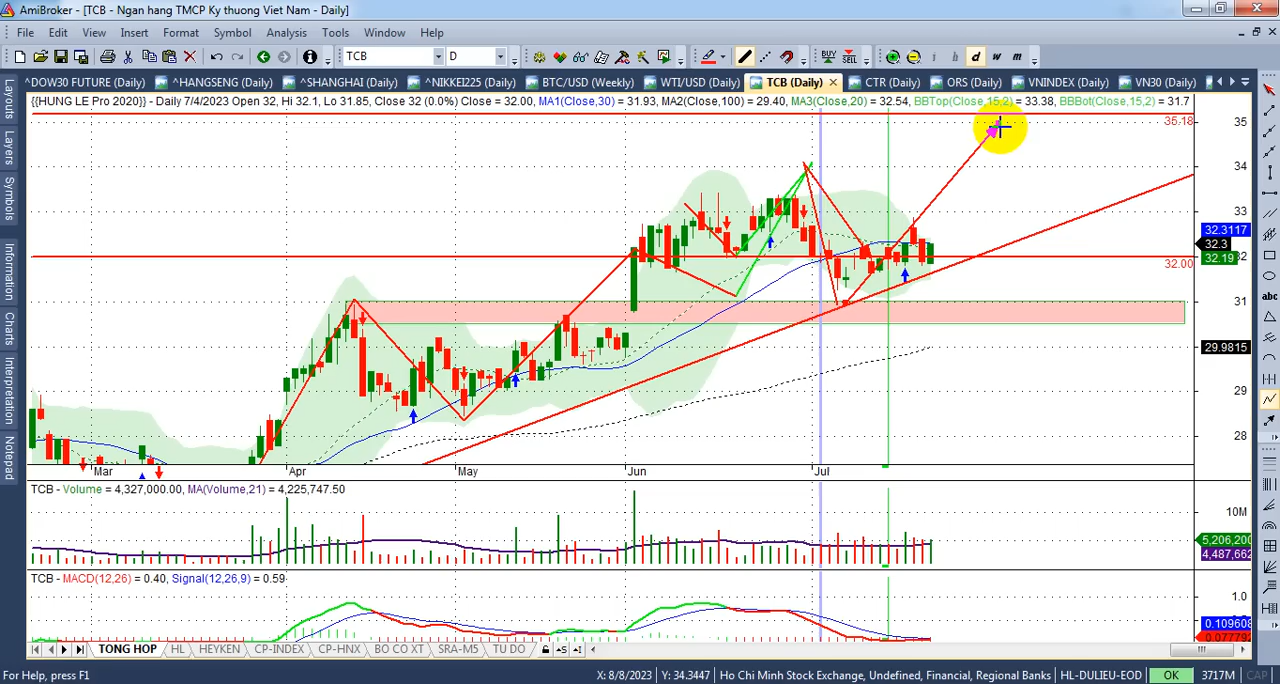 AmiBroker - [TCB - Ngan hang TMCP Ky thuong Viet Nam - Daily]
File Edit View Insert Format Symbol Analysis Tools Window Help
TCB D BUY SELL i h d w m
^DOW30 FUTURE (Daily) ^HANGSENG (Daily) ^SHANGHAI (Daily) ^NIKKEI225 (Daily) BTC/USD (Weekly) WTI/USD (Daily) TCB (Daily) CTR (Daily) ORS (Daily) VNINDEX (Daily) VN30 (Daily)
{{HUNG LE Pro 2020}} - Daily 7/4/2023 Open 32, Hi 32.1, Lo 31.85, Close 32 (0.0%) Close = 32.00, MA1(Close,30) = 31.93, MA2(Close,100) = 29.40, MA3(Close,20) = 32.54, BBTop(Close,15,2) = 33.38, BBBot(Close,15,2) = 31.7
Layouts
Layers
Symbols
Information
Charts
Interpretation
Notepad
35.18
35
34
33
32.3117
32.3
32.19
32
32.00
31
29.9815
29
28
abc
Mar Apr May Jun Jul
TCB - Volume = 4,327,000.00, MA(Volume,21) = 4,225,747.50
10M
5,206,200
4,487,662
TCB - MACD(12,26) = 0.40, Signal(12,26,9) = 0.59
1.0
0.109608
0.077792
TONG HOP HL HEYKEN CP-INDEX CP-HNX BO CO XT SRA-M5 TU DO
For Help, press F1 X: 8/8/2023 Y: 34.3447 Ho Chi Minh Stock Exchange, Undefined, Financial, Regional Banks HL-DULIEU-EOD OK 3717M CAP